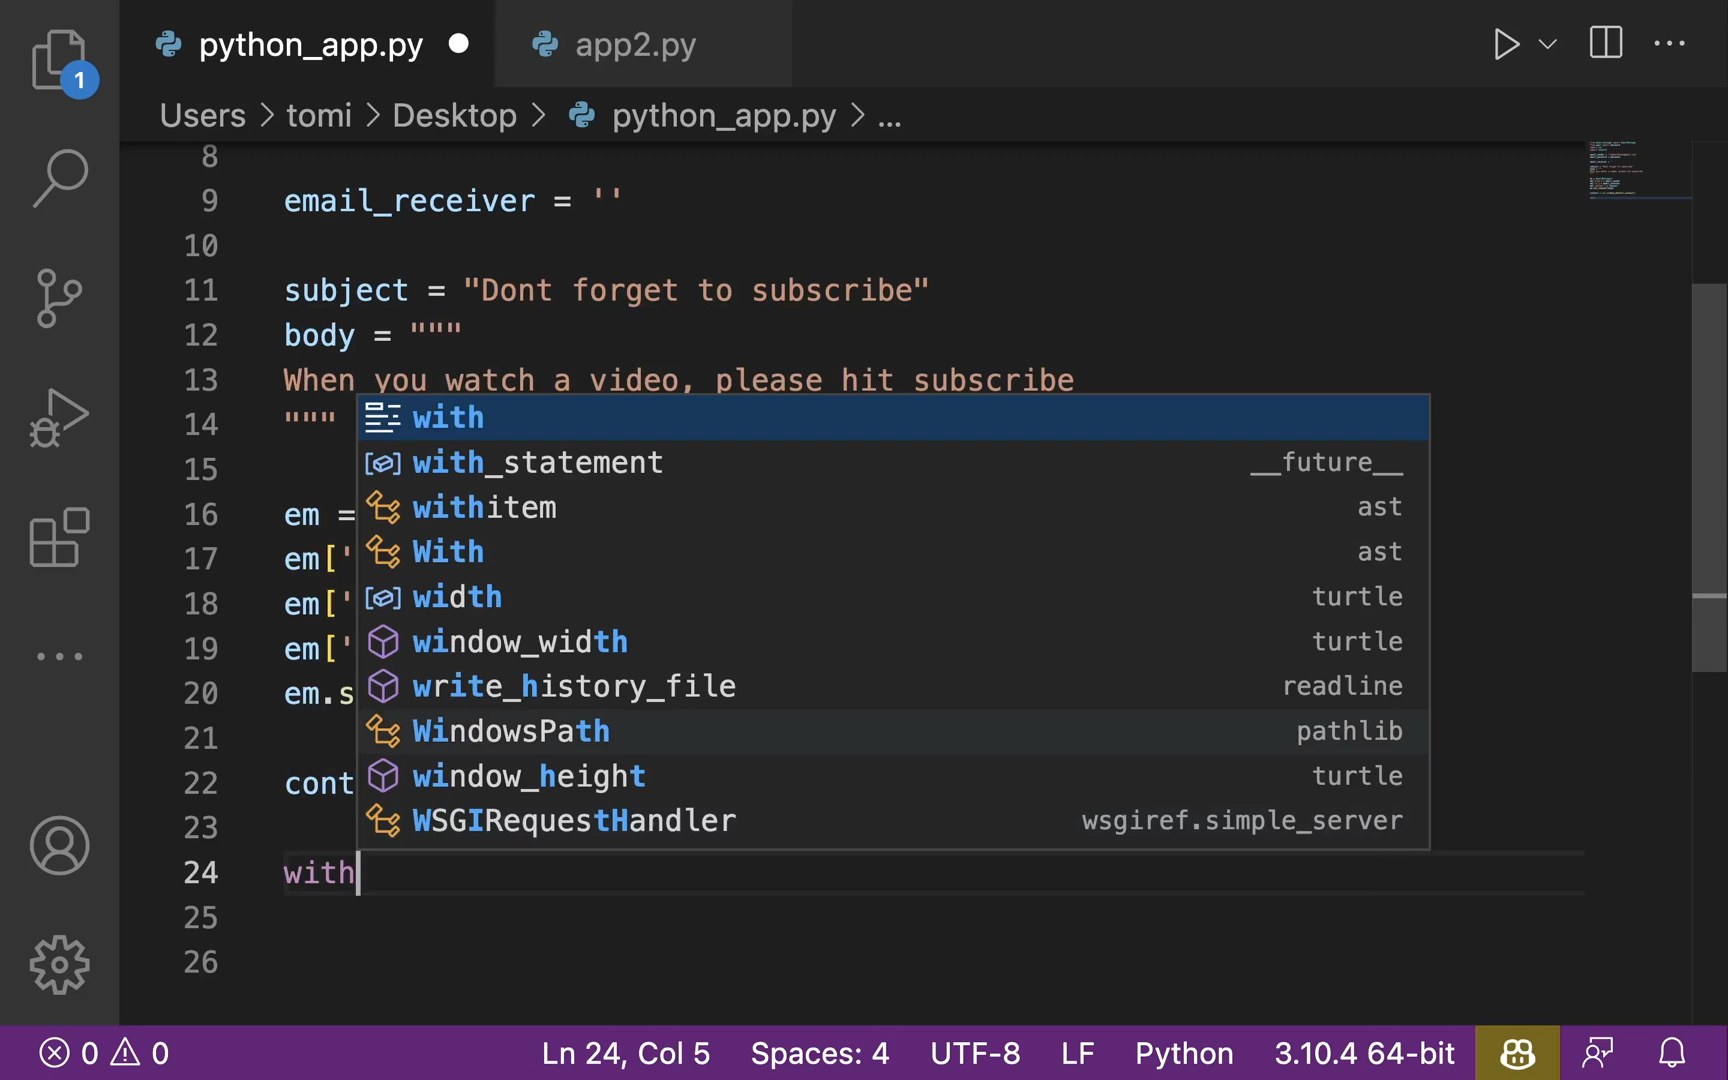 python_app.py app2.py
1
Users > tomi > Desktop > python_app.py > ...
8
9 email_receiver = ''
10
11 subject = "Dont forget to subscribe"
12 body = """
13 When you watch a video, please hit subscribe
14 """
with
with_statement __future__
15
withitem ast
16 em =
With ast
17 em['
width turtle
18 em['
window_width turtle
19 em['
write_history_file readline
20 em.s
WindowsPath pathlib
21
window_height turtle
22 cont
WSGIRequestHandler wsgiref.simple_server
23
24 with
25
26
0 0 Ln 24, Col 5 Spaces: 4 UTF-8 LF Python 3.10.4 64-bit